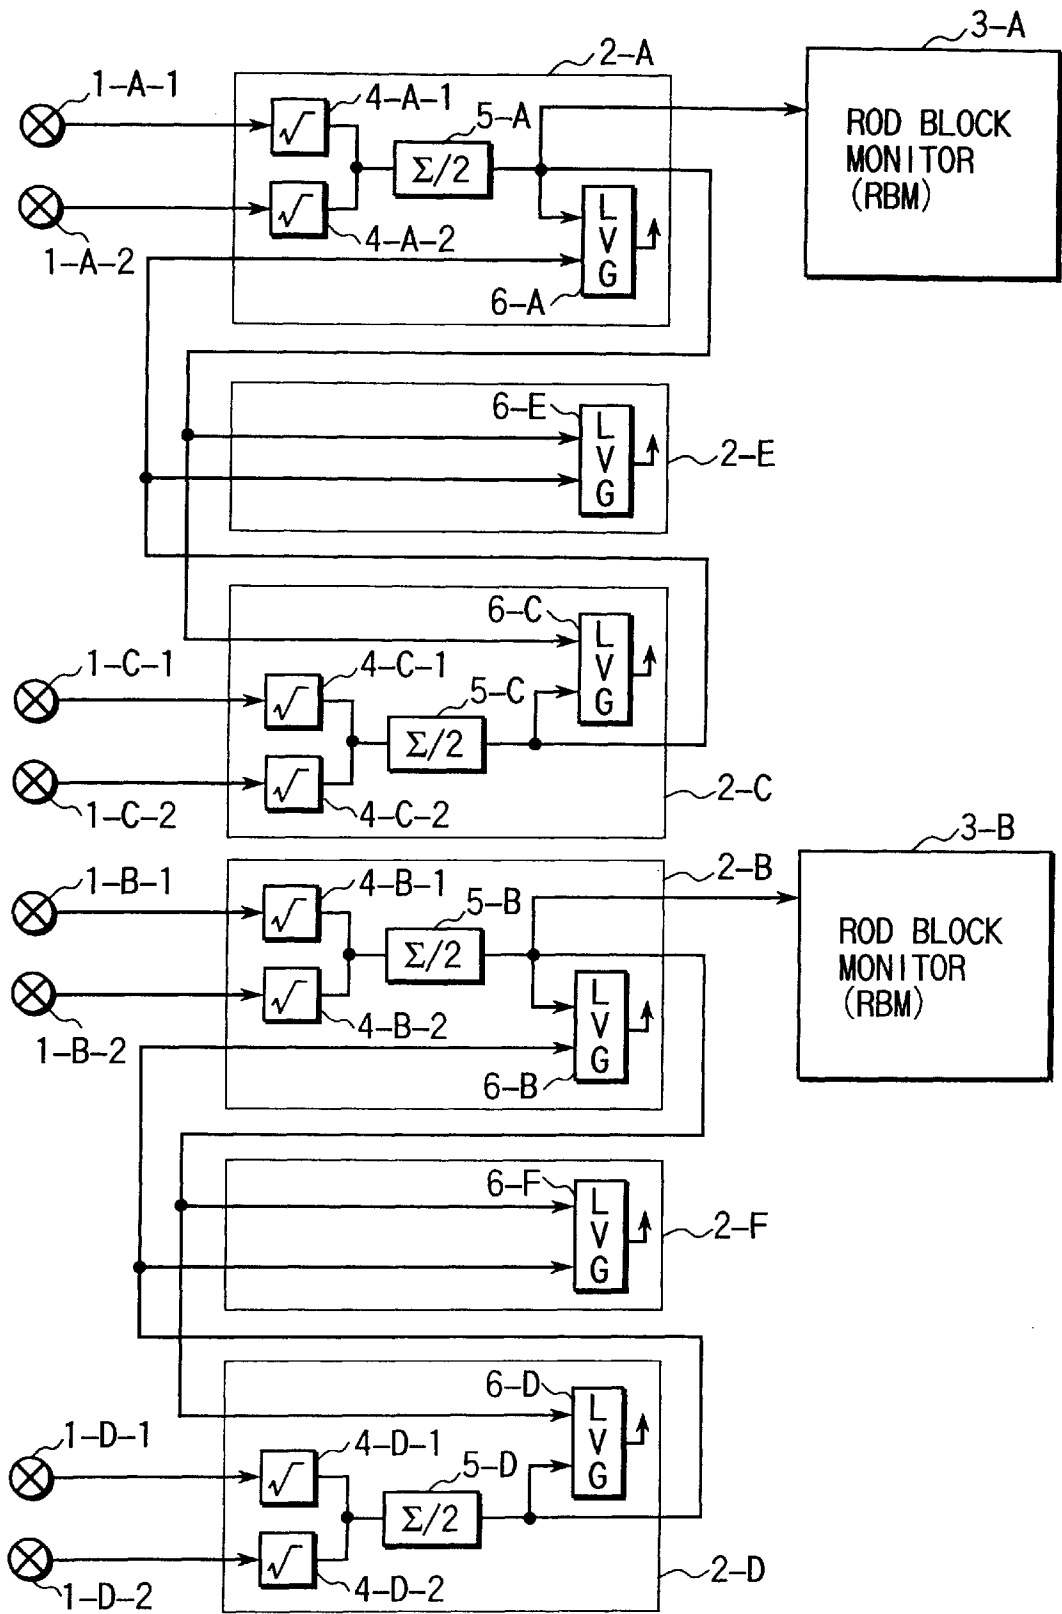 3-A
2-A
1-A-1
4-A-1
5-A
√
Σ/2
ROD BLOCK
MONITOR
(RBM)
√
L
V
G
1-A-2
4-A-2
6-A
6-E
L
V
G
2-E
6-C
L
V
G
1-C-1
4-C-1
5-C
√
Σ/2
√
1-C-2
4-C-2
2-C
3-B
2-B
1-B-1
4-B-1
5-B
√
Σ/2
ROD BLOCK
MONITOR
(RBM)
√
L
V
G
1-B-2
4-B-2
6-B
6-F
L
V
G
2-F
6-D
L
V
G
1-D-1
4-D-1
5-D
√
Σ/2
√
1-D-2
4-D-2
2-D